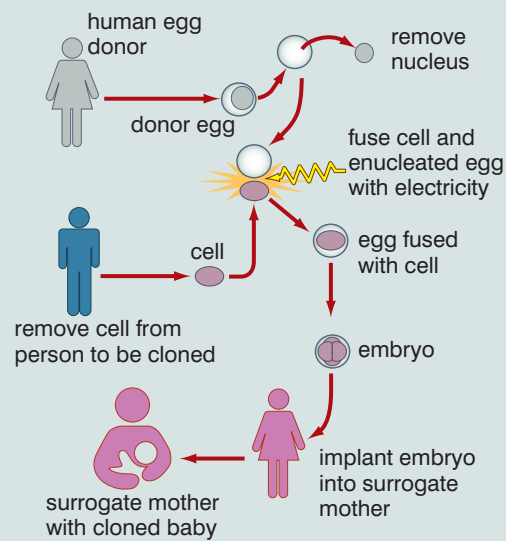 human egg
donor
remove
nucleus
donor egg
fuse cell and
enucleated egg
with electricity
cell
egg fused
with cell
remove cell from
person to be cloned
embryo
implant embryo
into surrogate
mother
surrogate mother
with cloned baby